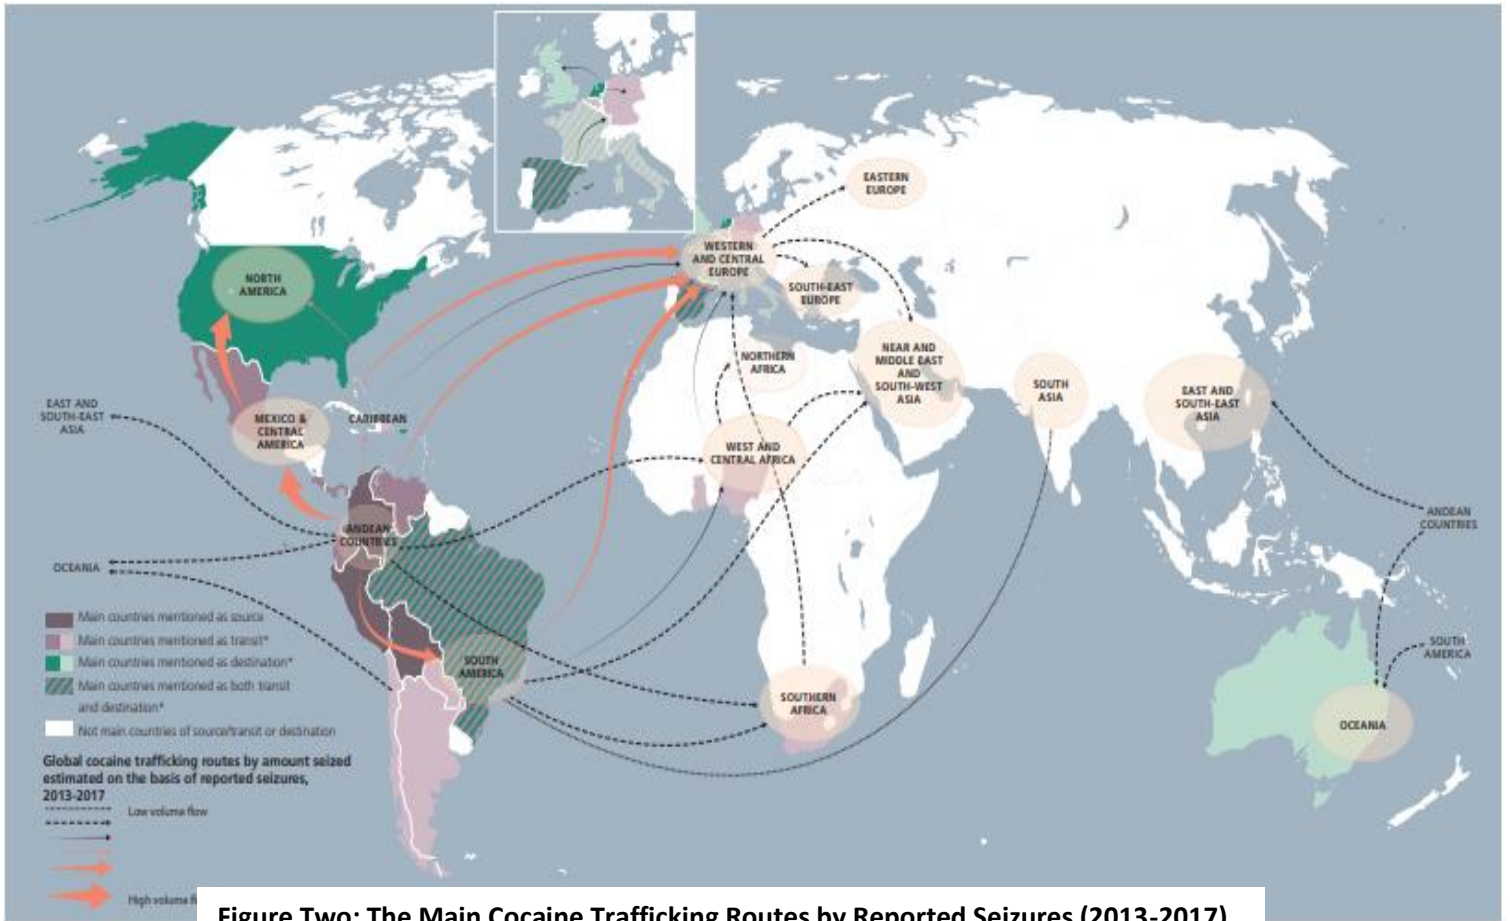 EASTERN
EUROPE
WESTERN
AND CENTRAL
EUROPE
SOUTH-EAST
EUROPE
NORTH
AMERICA
NORTHERN
AFRICA
NEAR AND
MIDDLE EAST
AND
SOUTH-WEST
ASIA
SOUTH
ASIA
EAST AND
SOUTH-EAST
ASIA
EAST AND
SOUTH-EAST
ASIA
MEXICO &
CENTRAL
AMERICA
CARIBBEAN
WEST AND
CENTRAL AFRICA
ANDEAN
COUNTRIES
ANDEAN
COUNTRIES
OCEANIA
SOUTH
AMERICA
SOUTHERN
AFRICA
SOUTH
AMERICA
OCEANIA
Main countries mentioned as source
Main countries mentioned as transit*
Main countries mentioned as destination*
Main countries mentioned as both transit
and destination*
Not main countries of source/transit or destination
Global cocaine trafficking routes by amount seized
estimated on the basis of reported seizures,
2013-2017
Low volume flow
High volume
Figure Two: The Main Cocaine Trafficking Routes by Reported Seizures (2013-2017)